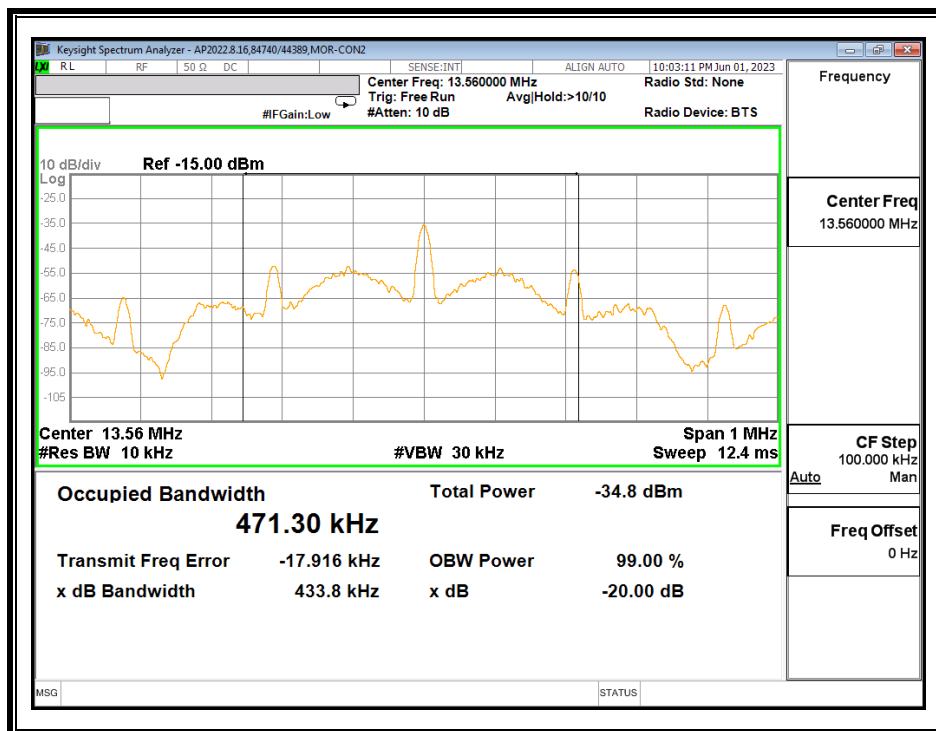 Keysight Spectrum Analyzer - AP2022.8.16,84740/44389,MOR-CON2
LXI RL RF 50 Ω DC SENSE:INT ALIGN AUTO 10:03:11 PM Jun 01, 2023
Center Freq: 13.560000 MHz Radio Std: None
Trig: Free Run Avg|Hold:>10/10
#IFGain:Low #Atten: 10 dB Radio Device: BTS
10 dB/div Ref -15.00 dBm
Log
-25.0
-35.0
-45.0
-55.0
-65.0
-75.0
-85.0
-95.0
-105
Center 13.56 MHz Span 1 MHz
#Res BW 10 kHz #VBW 30 kHz Sweep 12.4 ms
Occupied Bandwidth Total Power -34.8 dBm
471.30 kHz
Transmit Freq Error -17.916 kHz OBW Power 99.00 %
x dB Bandwidth 433.8 kHz x dB -20.00 dB
MSG STATUS
Frequency
Center Freq
13.560000 MHz
CF Step
100.000 kHz
Auto Man
Freq Offset
0 Hz